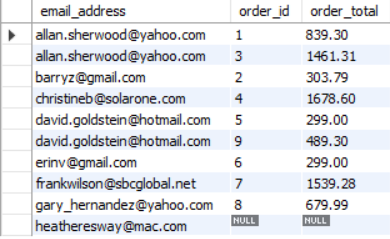 email_address order_id order_total
allan.sherwood@yahoo.com 1 839.30
allan.sherwood@yahoo.com 3 1461.31
barryz@gmail.com 2 303.79
christineb@solarone.com 4 1678.60
david.goldstein@hotmail.com 5 299.00
david.goldstein@hotmail.com 9 489.30
erinv@gmail.com 6 299.00
frankwilson@sbcglobal.net 7 1539.28
gary_hernandez@yahoo.com 8 679.99
heatheresway@mac.com NULL NULL